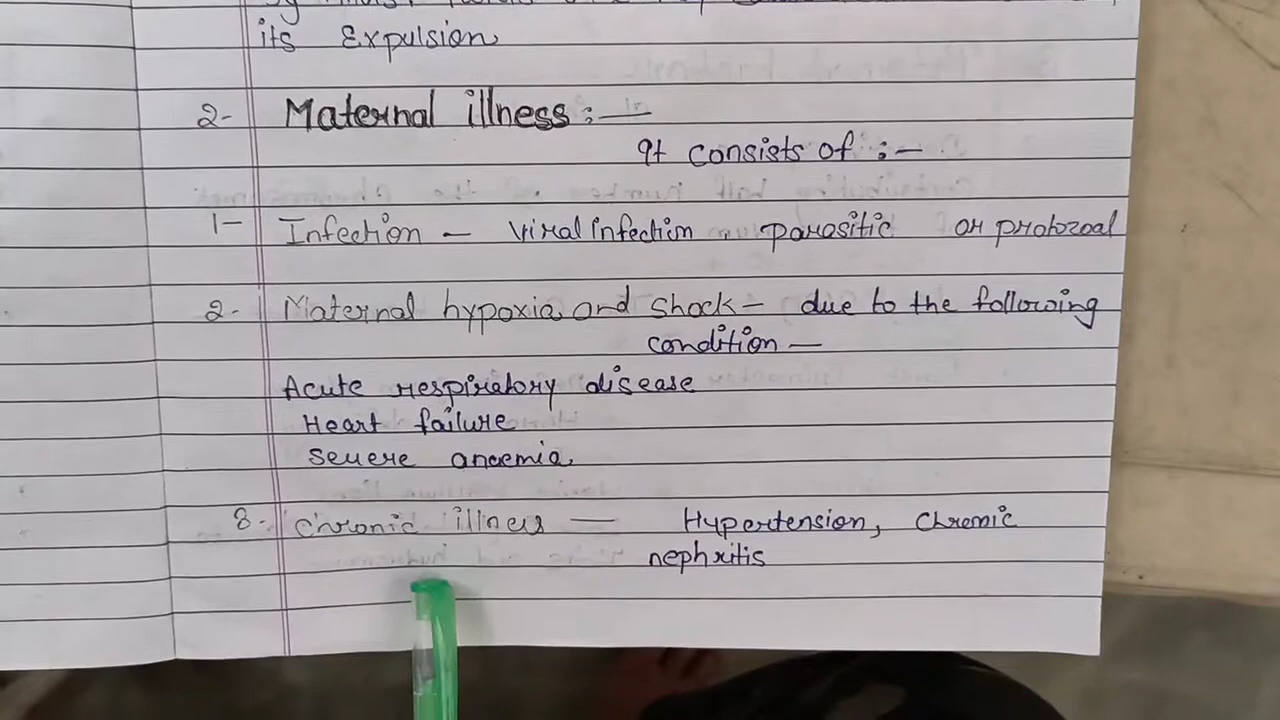 its Expulsion
2- Maternal illness :—
It consists of :—
1- Infection - viral infection, parasitic or protozoal
2- Maternal hypoxia and shock - due to the following
condition -
Acute respiratory disease
Heart failure
Severe anaemia
3- Chronic illness — Hypertension, Chronic
nephritis